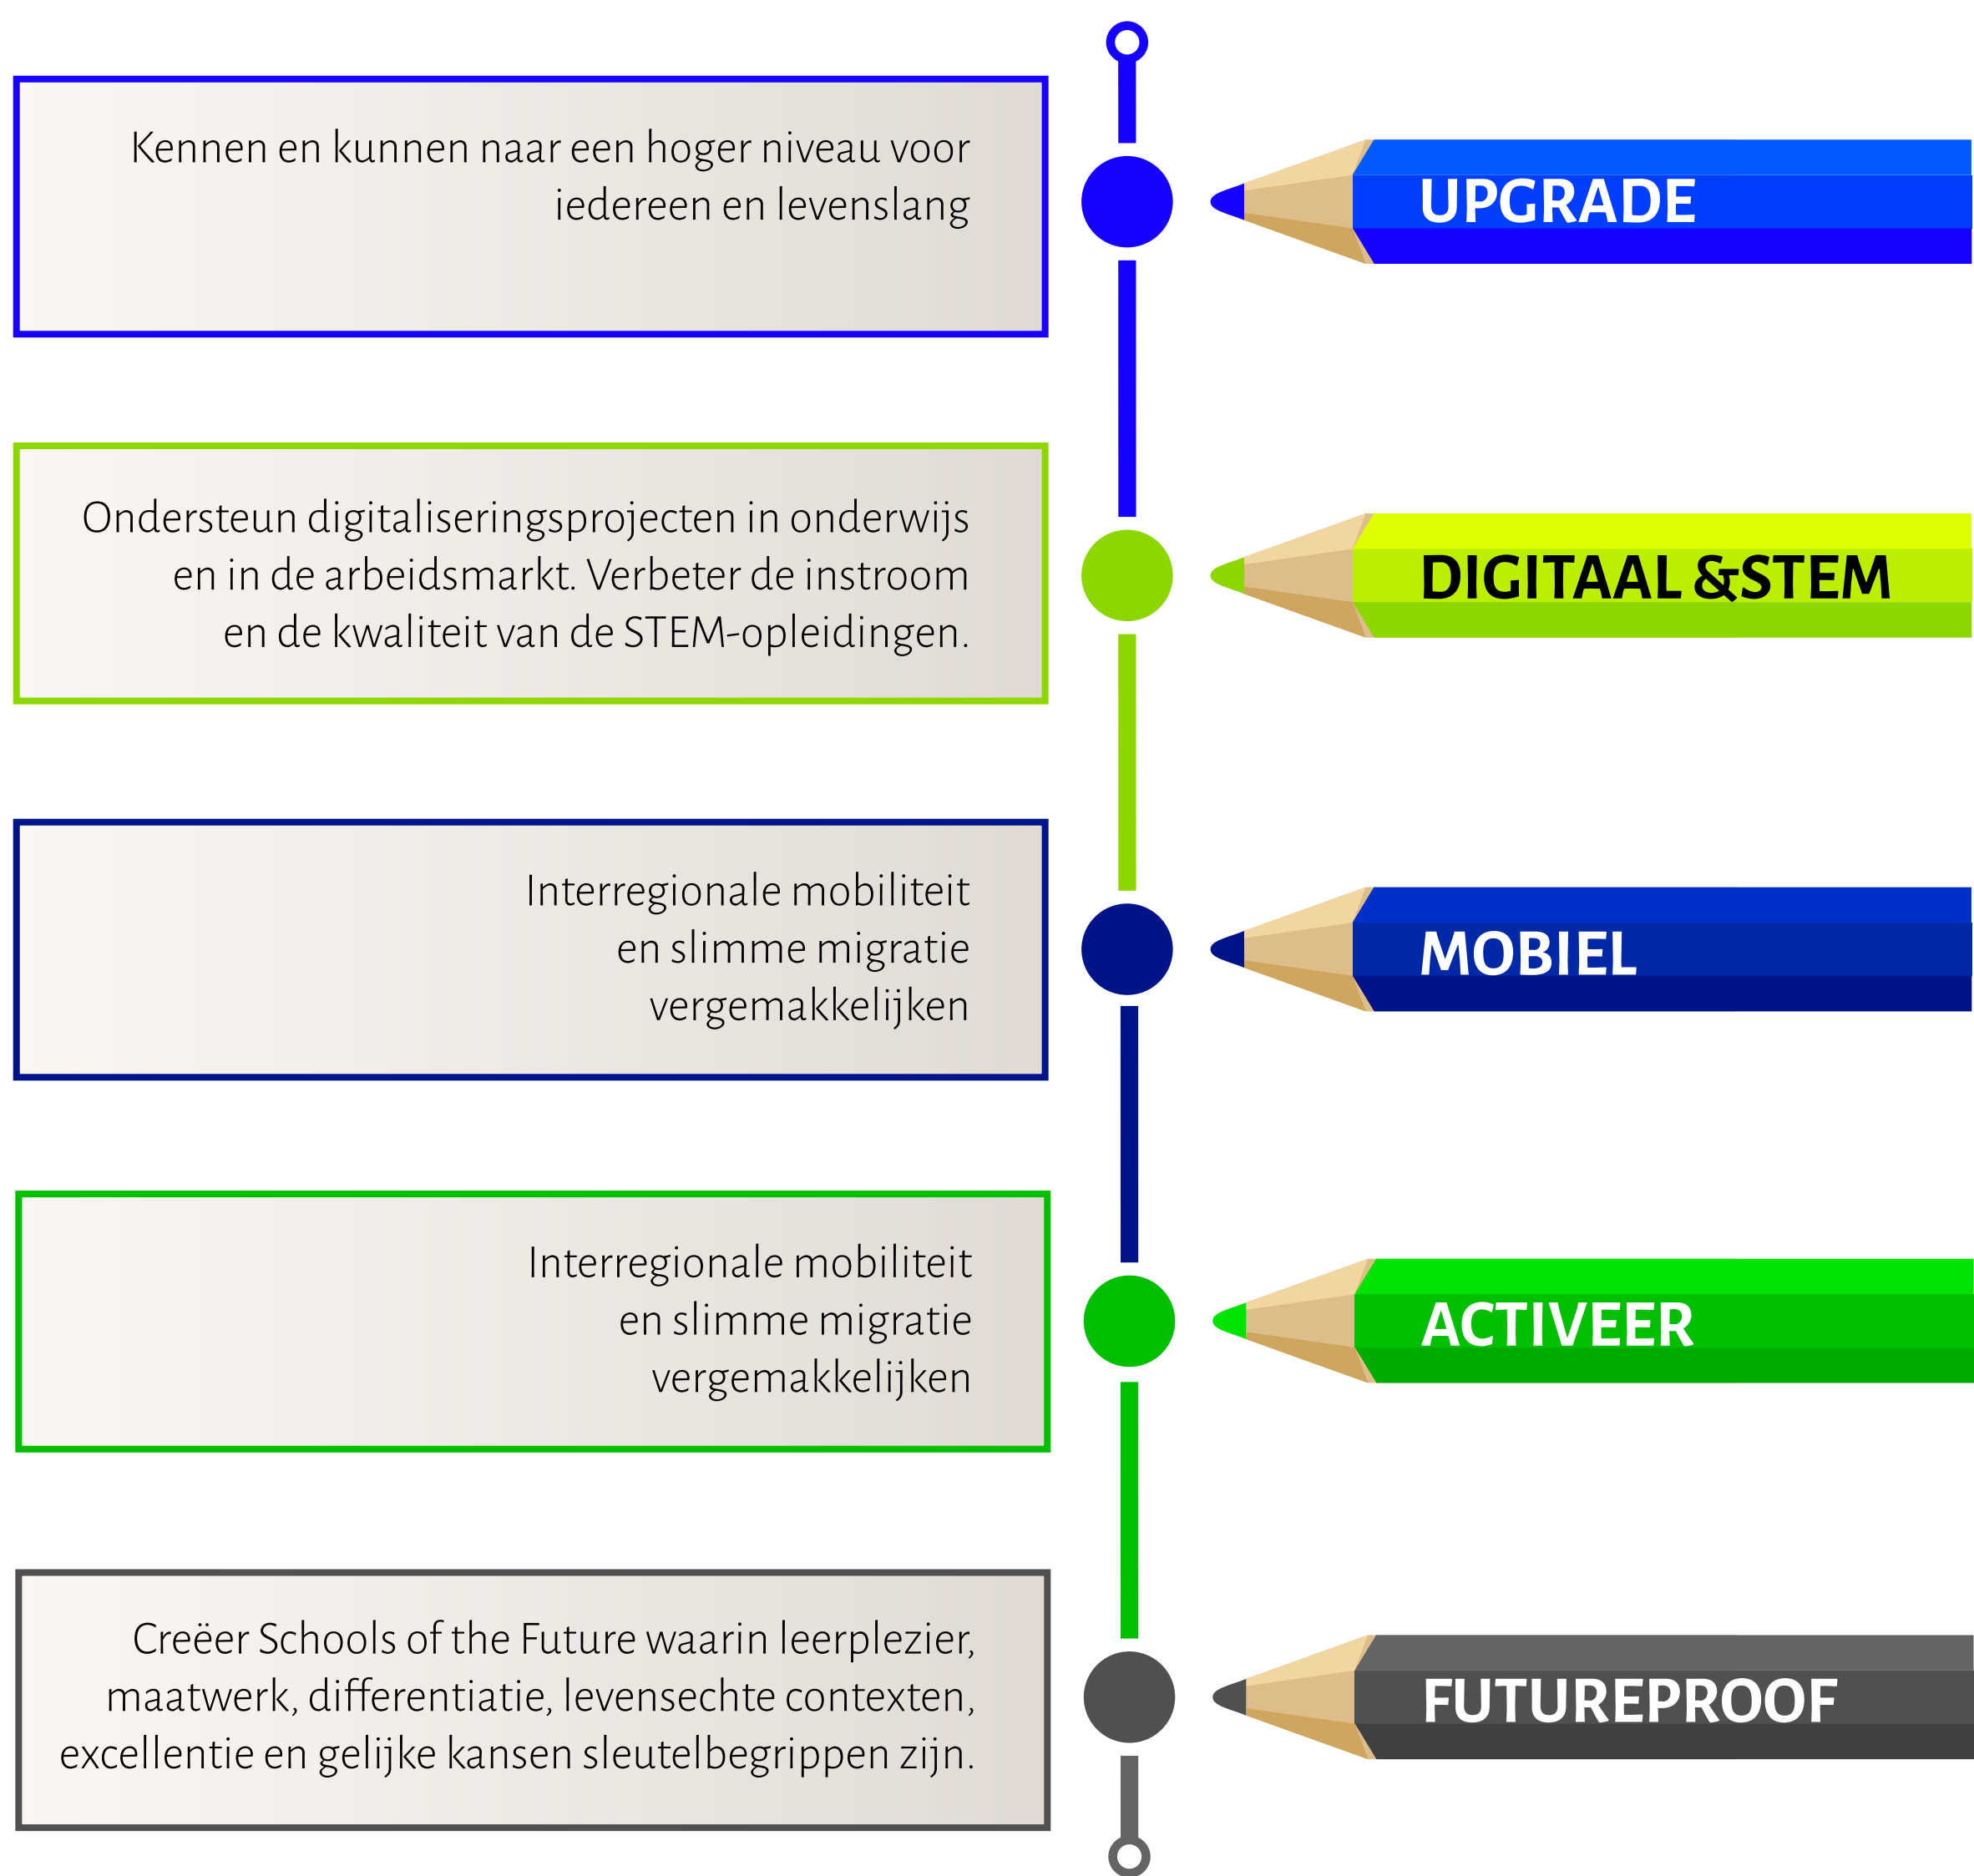 Kennen en kunnen naar een hoger niveau voor
iedereen en levenslang
UPGRADE
Ondersteun digitaliseringsprojecten in onderwijs
en in de arbeidsmarkt. Verbeter de instroom
en de kwaliteit van de STEM-opleidingen.
DIGITAAL &STEM
Interregionale mobiliteit
en slimme migratie
vergemakkelijken
MOBIEL
Interregionale mobiliteit
en slimme migratie
vergemakkelijken
ACTIVEER
Creëer Schools of the Future waarin leerplezier,
maatwerk, differentiatie, levensechte contexten,
excellentie en gelijke kansen sleutelbegrippen zijn.
FUTUREPROOF